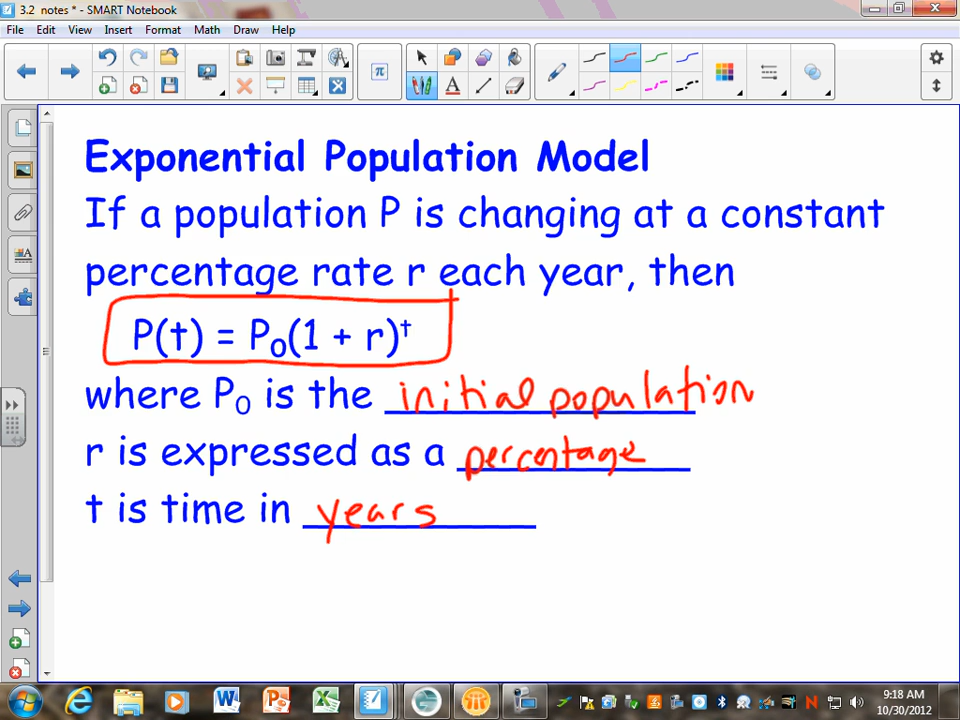 3.2 notes * - SMART Notebook
File Edit View Insert Format Math Draw Help
Exponential Population Model
If a population P is changing at a constant
percentage rate r each year, then
P(t) = P₀(1 + r)ᵗ
where P₀ is the initial population
r is expressed as a percentage
t is time in years
9:18 AM
10/30/2012